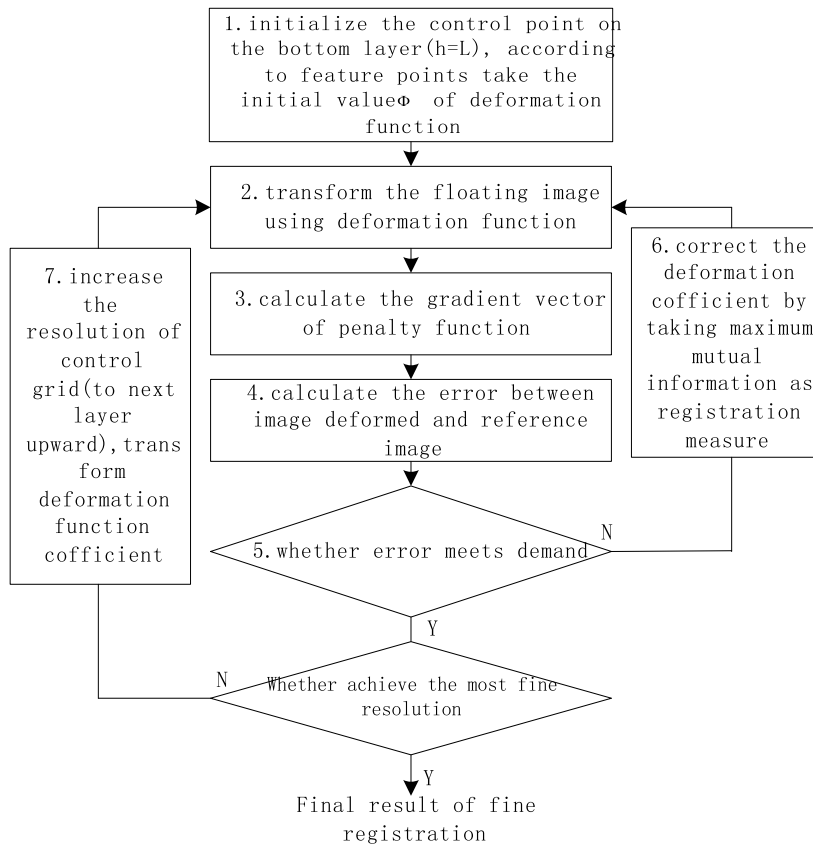 1.initialize the control point on
the bottom layer(h=L), according
to feature points take the
initial valueΦ of deformation
function
2.transform the floating image
using deformation function
3.calculate the gradient vector
of penalty function
4.calculate the error between
image deformed and reference
image
5.whether error meets demand
N
6.correct the
deformation
cofficient by
taking maximum
mutual
information as
registration
measure
Y
Whether achieve the most fine
resolution
N
7.increase
the
resolution of
control
grid(to next
layer
upward),trans
form
deformation
function
cofficient
Y
Final result of fine
registration